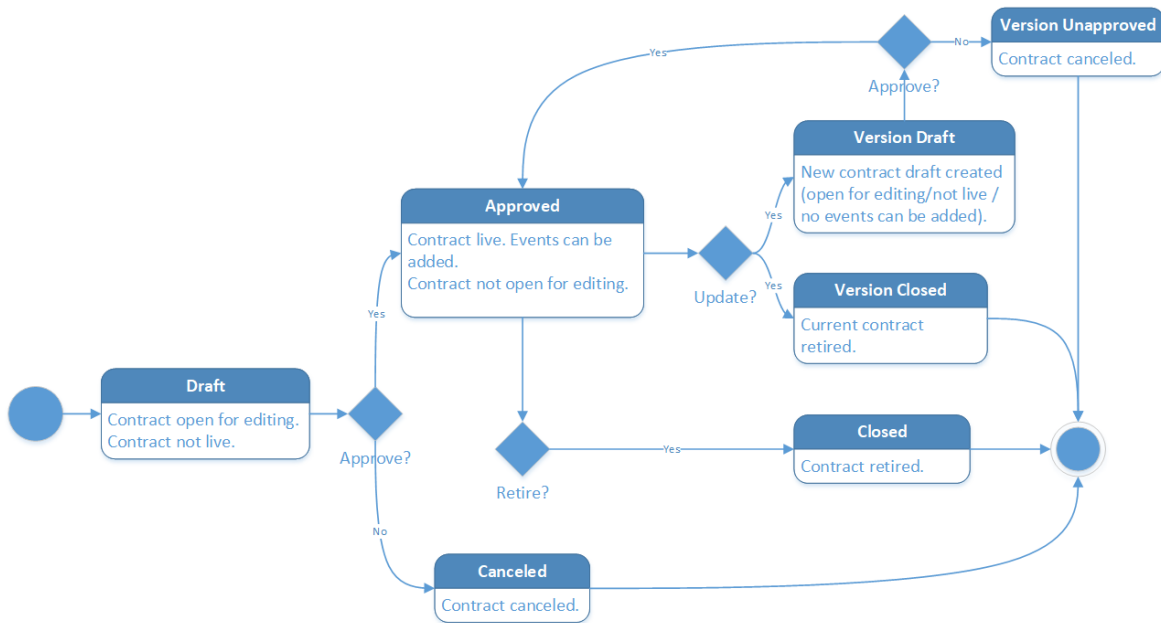 Version Unapproved
Contract canceled.
No
Yes
Approve?
Version Draft
New contract draft created
(open for editing/not live /
no events can be added).
Yes
Approved
Contract live. Events can be
added.
Contract not open for editing.
Update?
Yes
Version Closed
Current contract
retired.
Yes
Draft
Contract open for editing.
Contract not live.
Approve?
Closed
Contract retired.
Yes
Retire?
No
Canceled
Contract canceled.